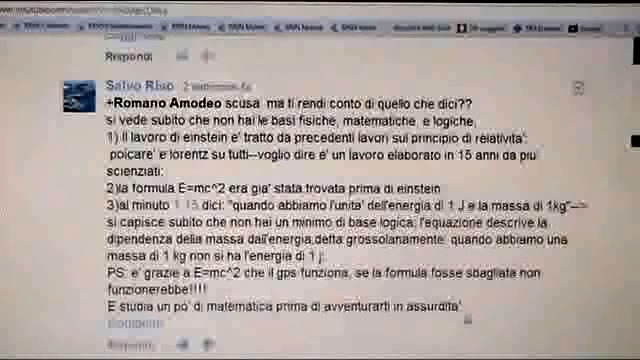 Rispondi
Salvo Riso 2 settimane fa
+Romano Amodeo scusa ma ti rendi conto di quello che dici??
si vede subito che non hai le basi fisiche, matematiche e logiche,
1) Il lavoro di einstein e' tratto da precedenti lavori sul principio di relativita':
poicare' e lorentz su tutti--voglio dire e' un lavoro elaborato in 15 anni da piu'
scienziati:
2)la formula E=mc^2 era gia' stata trovata prima di einstein
3)al minuto 1:15 dici: "quando abbiamo l'unita' dell'energia di 1 J e la massa di 1kg"-->
si capisce subito che non hai un minimo di base logica: l'equazione descrive la
dipendenza della massa dall'energia,detta grossolanamente: quando abbiamo una
massa di 1 kg non si ha l'energia di 1 j:
PS: e' grazie a E=mc^2 che il gps funziona, se la formula fosse sbagliata non
funzionerebbe!!!!
E studia un po' di matematica prima di avventurarti in assurdita'
Rispondi